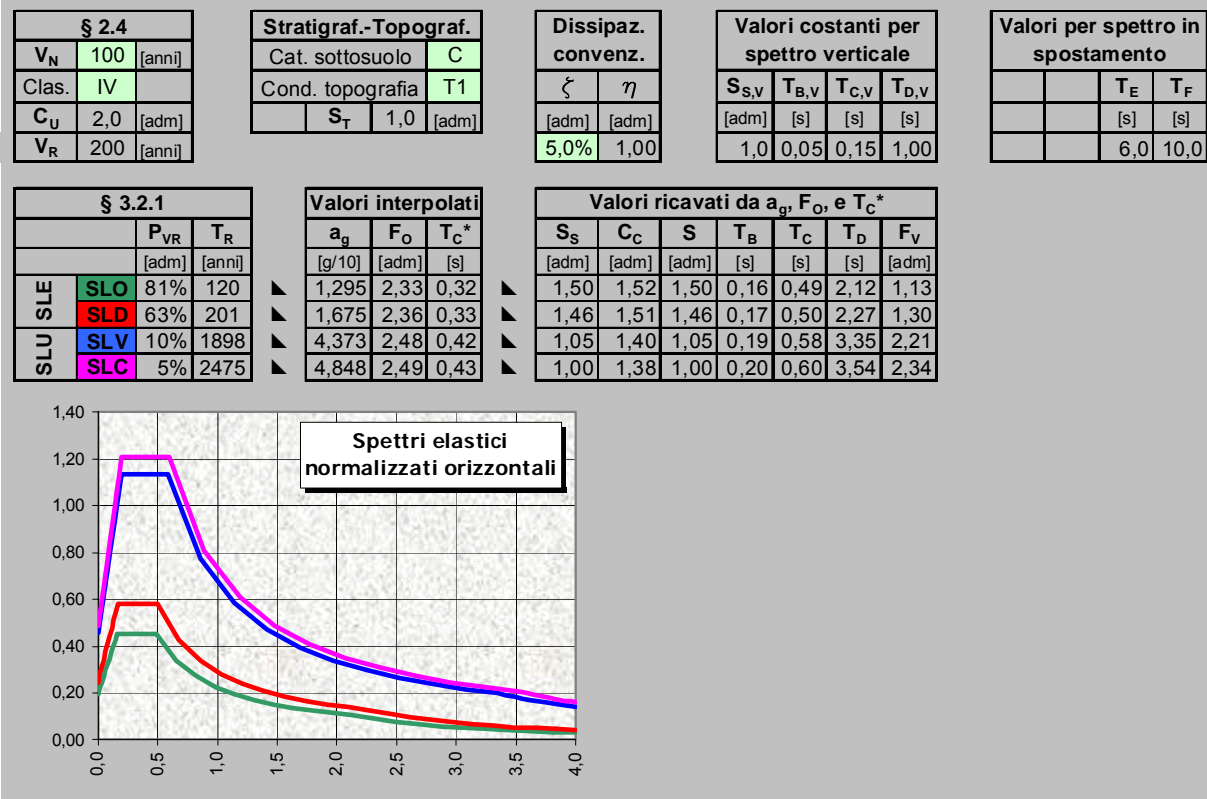 § 2.4
V_N 100 [anni]
Clas. IV
C_U 2,0 [adm]
V_R 200 [anni]
Stratigraf.-Topograf.
Cat. sottosuolo C
Cond. topografia T1
S_T 1,0 [adm]
Dissipaz.
convenz.
ζ η
[adm] [adm]
5,0% 1,00
Valori costanti per
spettro verticale
S_S,V T_B,V T_C,V T_D,V
[adm] [s] [s] [s]
1,0 0,05 0,15 1,00
Valori per spettro in
spostamento
T_E T_F
[s] [s]
6,0 10,0
§ 3.2.1
P_VR T_R
[adm] [anni]
SLE
SLO 81% 120
SLD 63% 201
SLU
SLV 10% 1898
SLC 5% 2475
Valori interpolati
a_g F_O T_C*
[g/10] [adm] [s]
1,295 2,33 0,32
1,675 2,36 0,33
4,373 2,48 0,42
4,848 2,49 0,43
Valori ricavati da a_g, F_O, e T_C*
S_S C_C S T_B T_C T_D F_V
[adm] [adm] [adm] [s] [s] [s] [adm]
1,50 1,52 1,50 0,16 0,49 2,12 1,13
1,46 1,51 1,46 0,17 0,50 2,27 1,30
1,05 1,40 1,05 0,19 0,58 3,35 2,21
1,00 1,38 1,00 0,20 0,60 3,54 2,34
Spettri elastici
normalizzati orizzontali
1,40
1,20
1,00
0,80
0,60
0,40
0,20
0,00
0,0 0,5 1,0 1,5 2,0 2,5 3,0 3,5 4,0